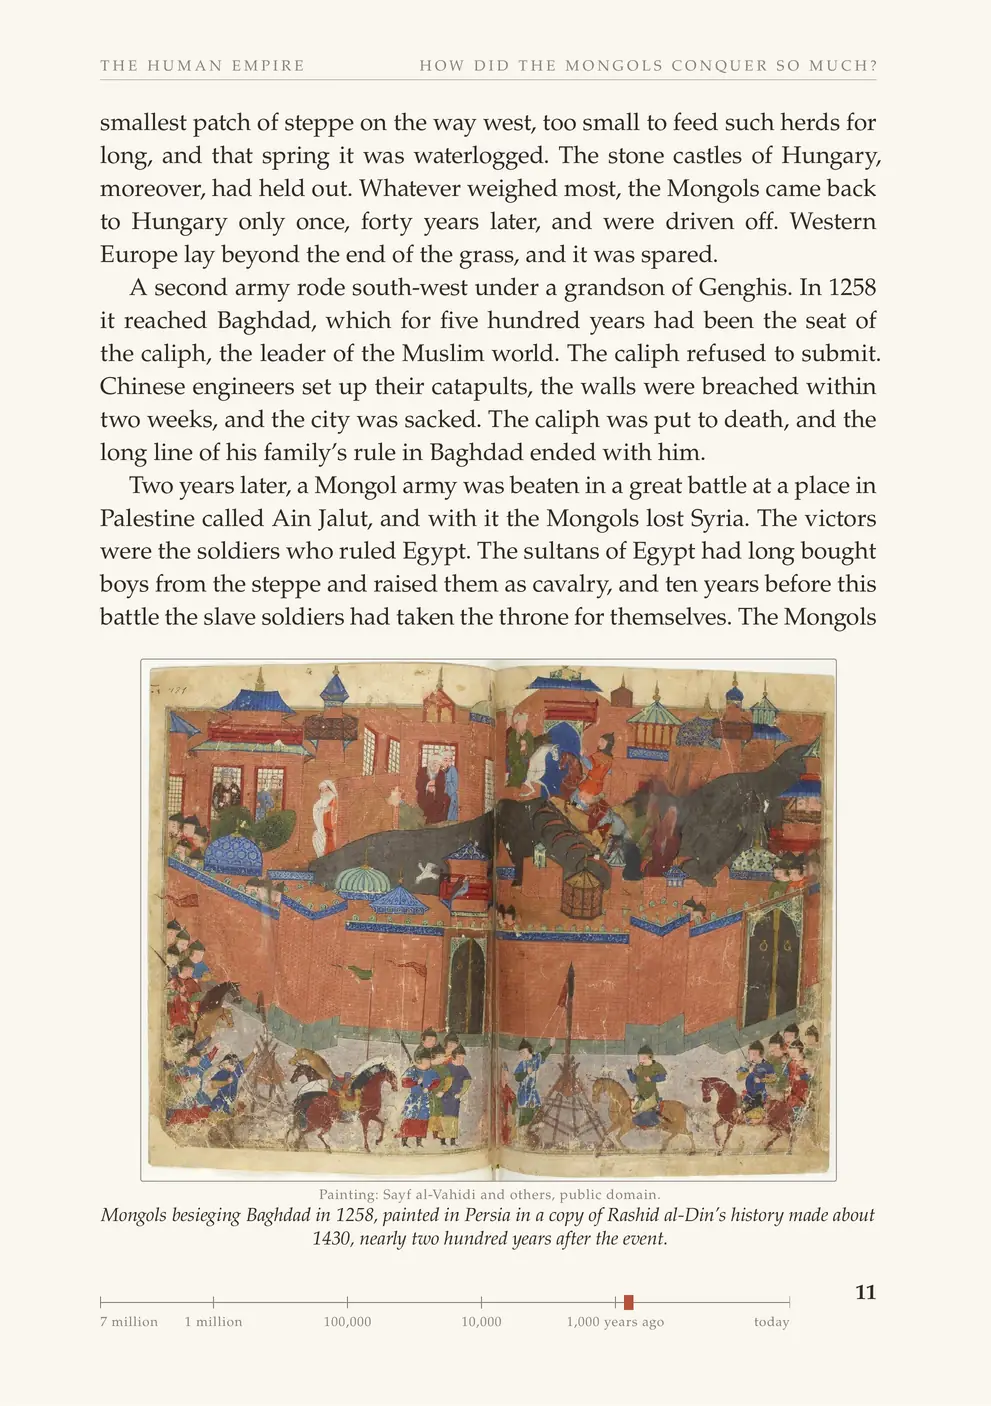 THE HUMAN EMPIRE
HOW DID THE MONGOLS CONQUER SO MUCH?
smallest patch of steppe on the way west, too small to feed such herds for
long, and that spring it was waterlogged. The stone castles of Hungary,
moreover, had held out. Whatever weighed most, the Mongols came back
to Hungary only once, forty years later, and were driven off. Western
Europe lay beyond the end of the grass, and it was spared.
A second army rode south-west under a grandson of Genghis. In 1258
it reached Baghdad, which for five hundred years had been the seat of
the caliph, the leader of the Muslim world. The caliph refused to submit.
Chinese engineers set up their catapults, the walls were breached within
two weeks, and the city was sacked. The caliph was put to death, and the
long line of his family’s rule in Baghdad ended with him.
Two years later, a Mongol army was beaten in a great battle at a place in
Palestine called Ain Jalut, and with it the Mongols lost Syria. The victors
were the soldiers who ruled Egypt. The sultans of Egypt had long bought
boys from the steppe and raised them as cavalry, and ten years before this
battle the slave soldiers had taken the throne for themselves. The Mongols
Painting: Sayf al-Vahidi and others, public domain.
Mongols besieging Baghdad in 1258, painted in Persia in a copy of Rashid al-Din’s history made about
1430, nearly two hundred years after the event.
11
7 million 1 million 100,000 10,000 1,000 years ago today